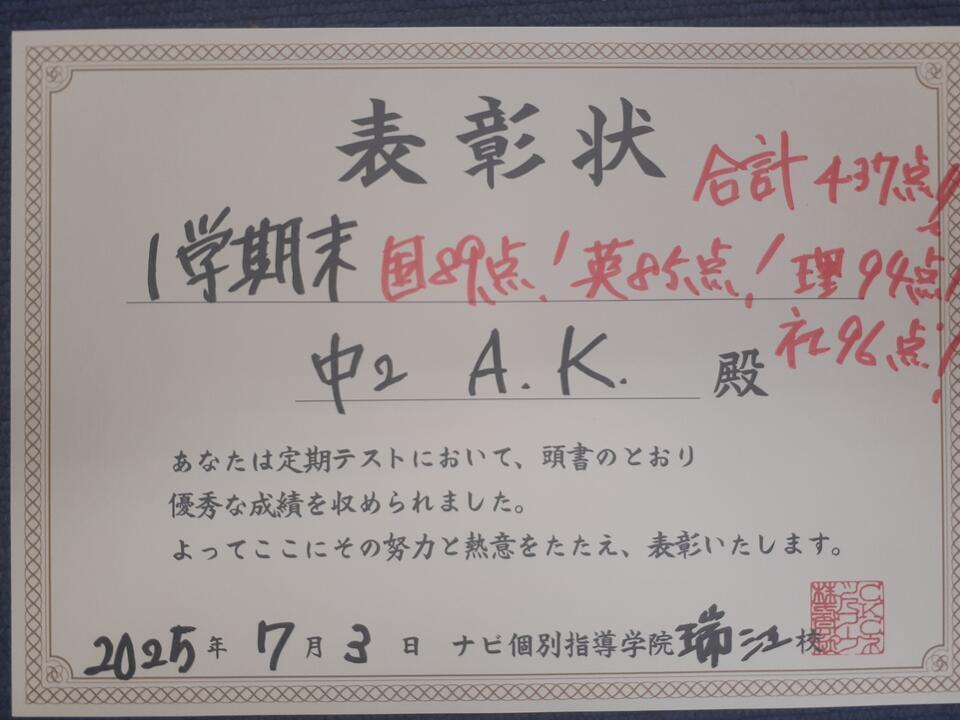 表彰状
合計437点!
1学期末 国89点! 英85点! 理94点!
社96点!
中2 A.K. 殿
あなたは定期テストにおいて、頭書のとおり
優秀な成績を収められました。
よってここにその努力と熱意をたたえ、表彰いたします。
2025年 7月 3日 ナビ個別指導学院 瑞江校